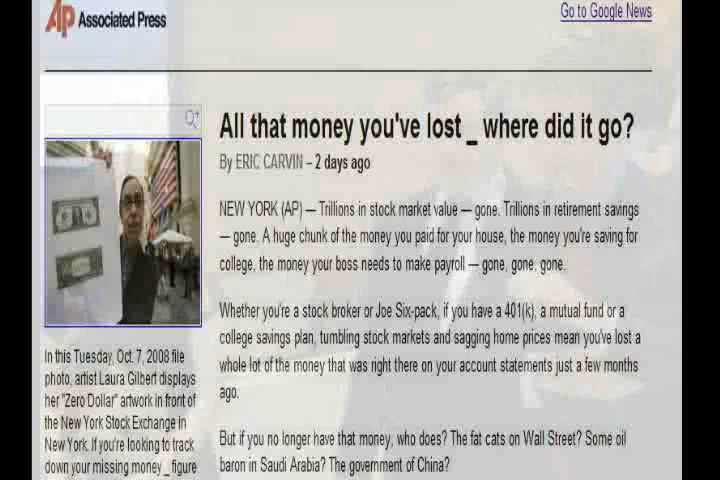 AP Associated Press
Go to Google News
All that money you've lost _ where did it go?
By ERIC CARVIN – 2 days ago
NEW YORK (AP) — Trillions in stock market value — gone. Trillions in retirement savings
— gone. A huge chunk of the money you paid for your house, the money you're saving for
college, the money your boss needs to make payroll — gone, gone, gone.
Whether you're a stock broker or Joe Six-pack, if you have a 401(k), a mutual fund or a
college savings plan, tumbling stock markets and sagging home prices mean you've lost a
whole lot of the money that was right there on your account statements just a few months
ago.
But if you no longer have that money, who does? The fat cats on Wall Street? Some oil
baron in Saudi Arabia? The government of China?
In this Tuesday, Oct. 7, 2008 file
photo, artist Laura Gilbert displays
her "Zero Dollar" artwork in front of
the New York Stock Exchange in
New York. If you're looking to track
down your missing money _ figure